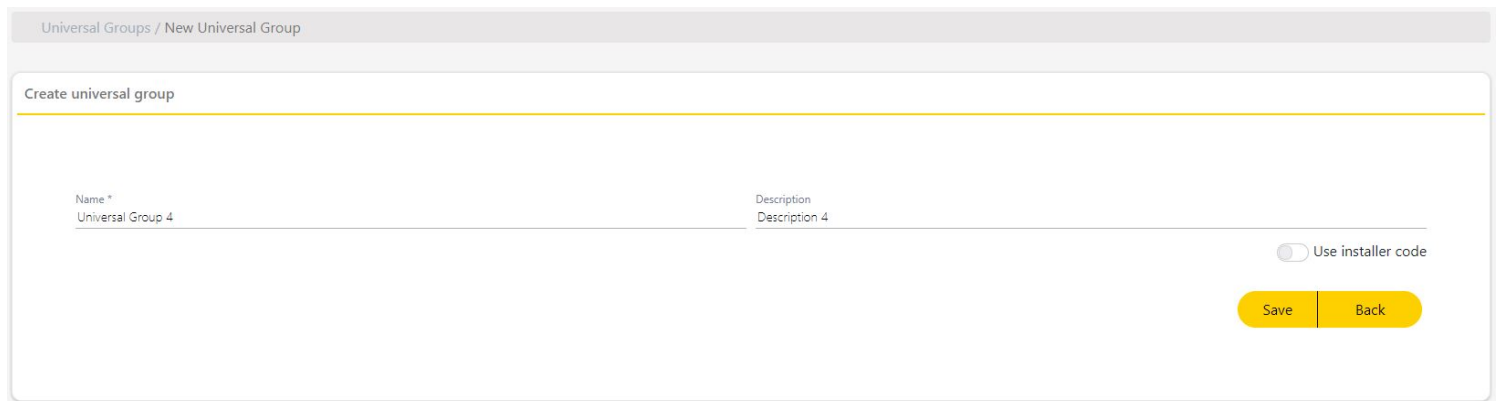 Universal Groups / New Universal Group
Create universal group
Name * Description
Universal Group 4 Description 4
Use installer code
Save Back